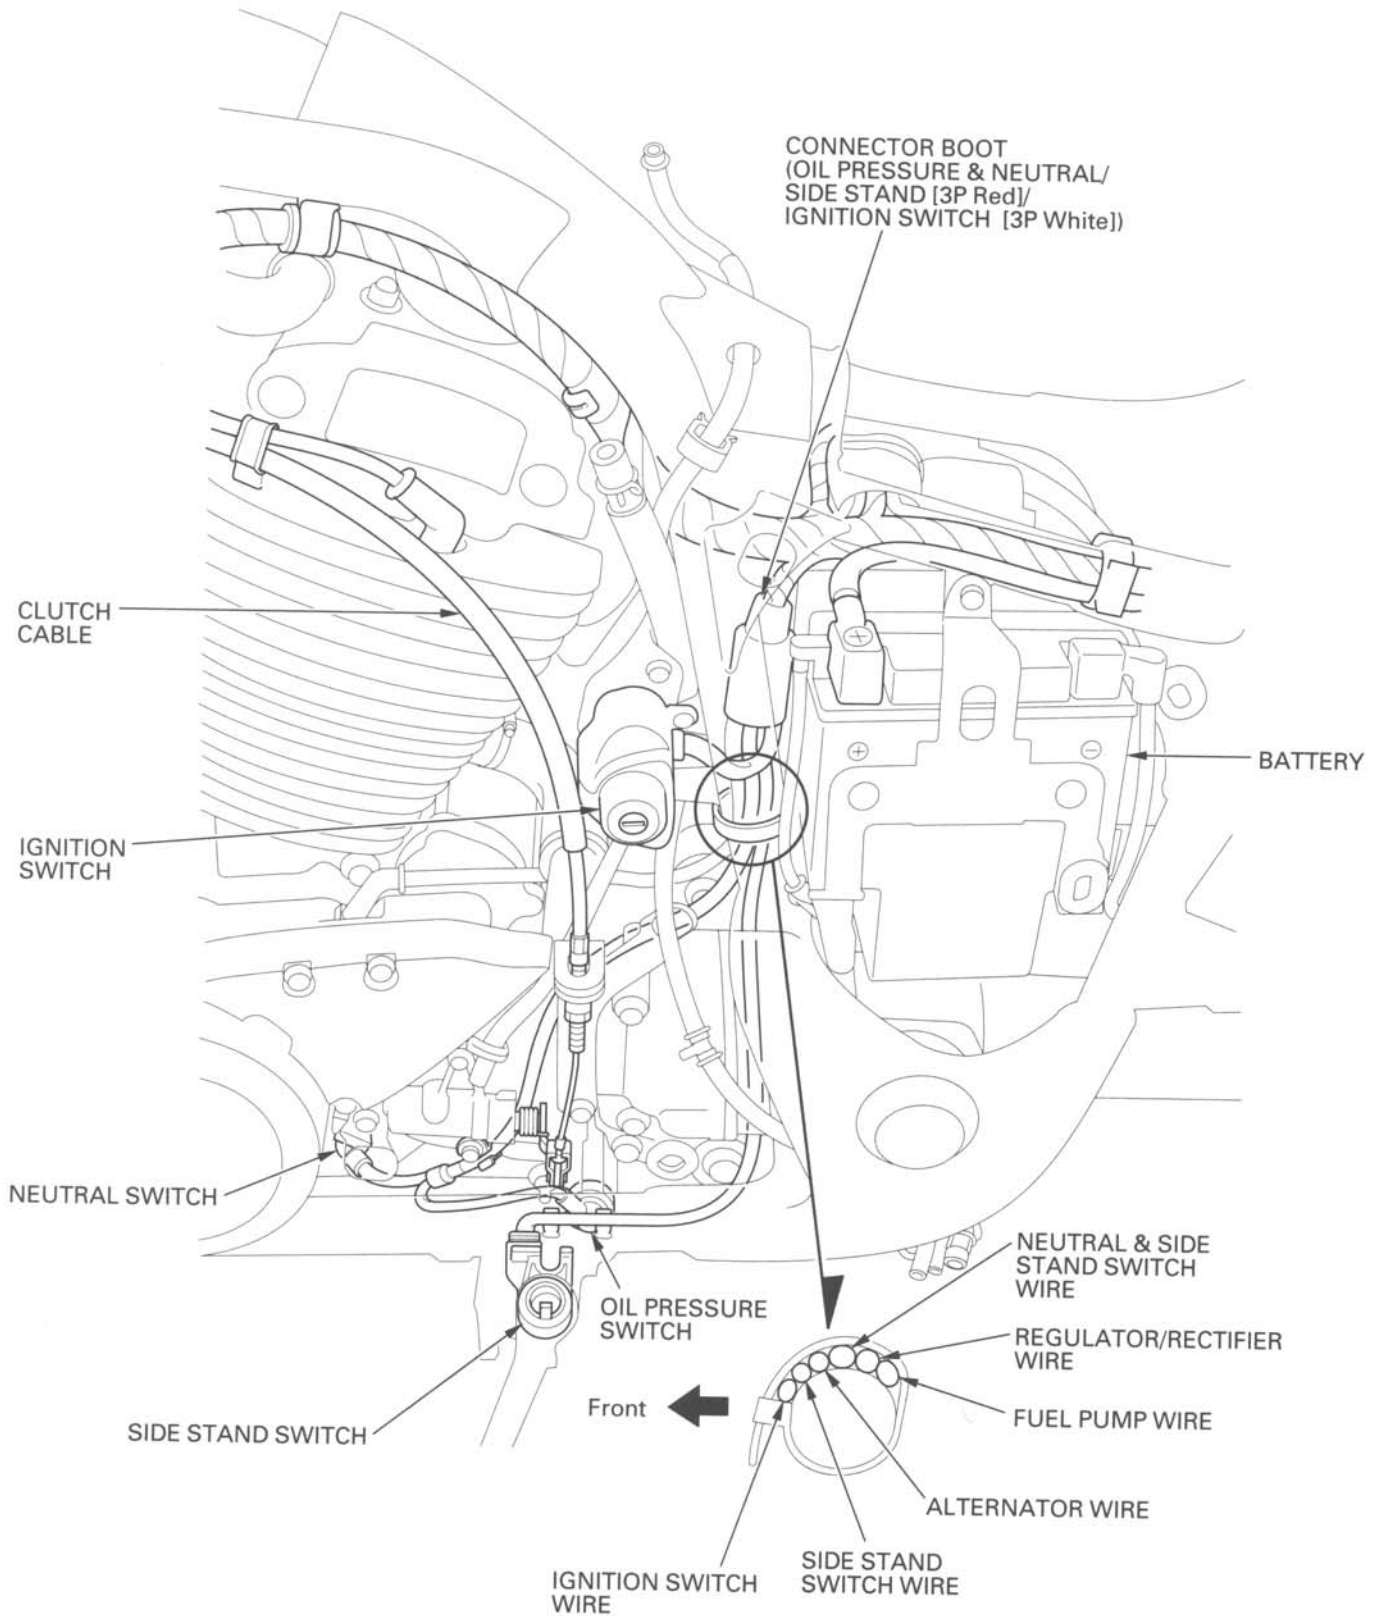 CONNECTOR BOOT
(OIL PRESSURE & NEUTRAL/
SIDE STAND [3P Red]/
IGNITION SWITCH [3P White])
CLUTCH
CABLE
BATTERY
IGNITION
SWITCH
NEUTRAL SWITCH
OIL PRESSURE
SWITCH
SIDE STAND SWITCH
NEUTRAL & SIDE
STAND SWITCH
WIRE
REGULATOR/RECTIFIER
WIRE
Front
FUEL PUMP WIRE
ALTERNATOR WIRE
SIDE STAND
SWITCH WIRE
IGNITION SWITCH
WIRE